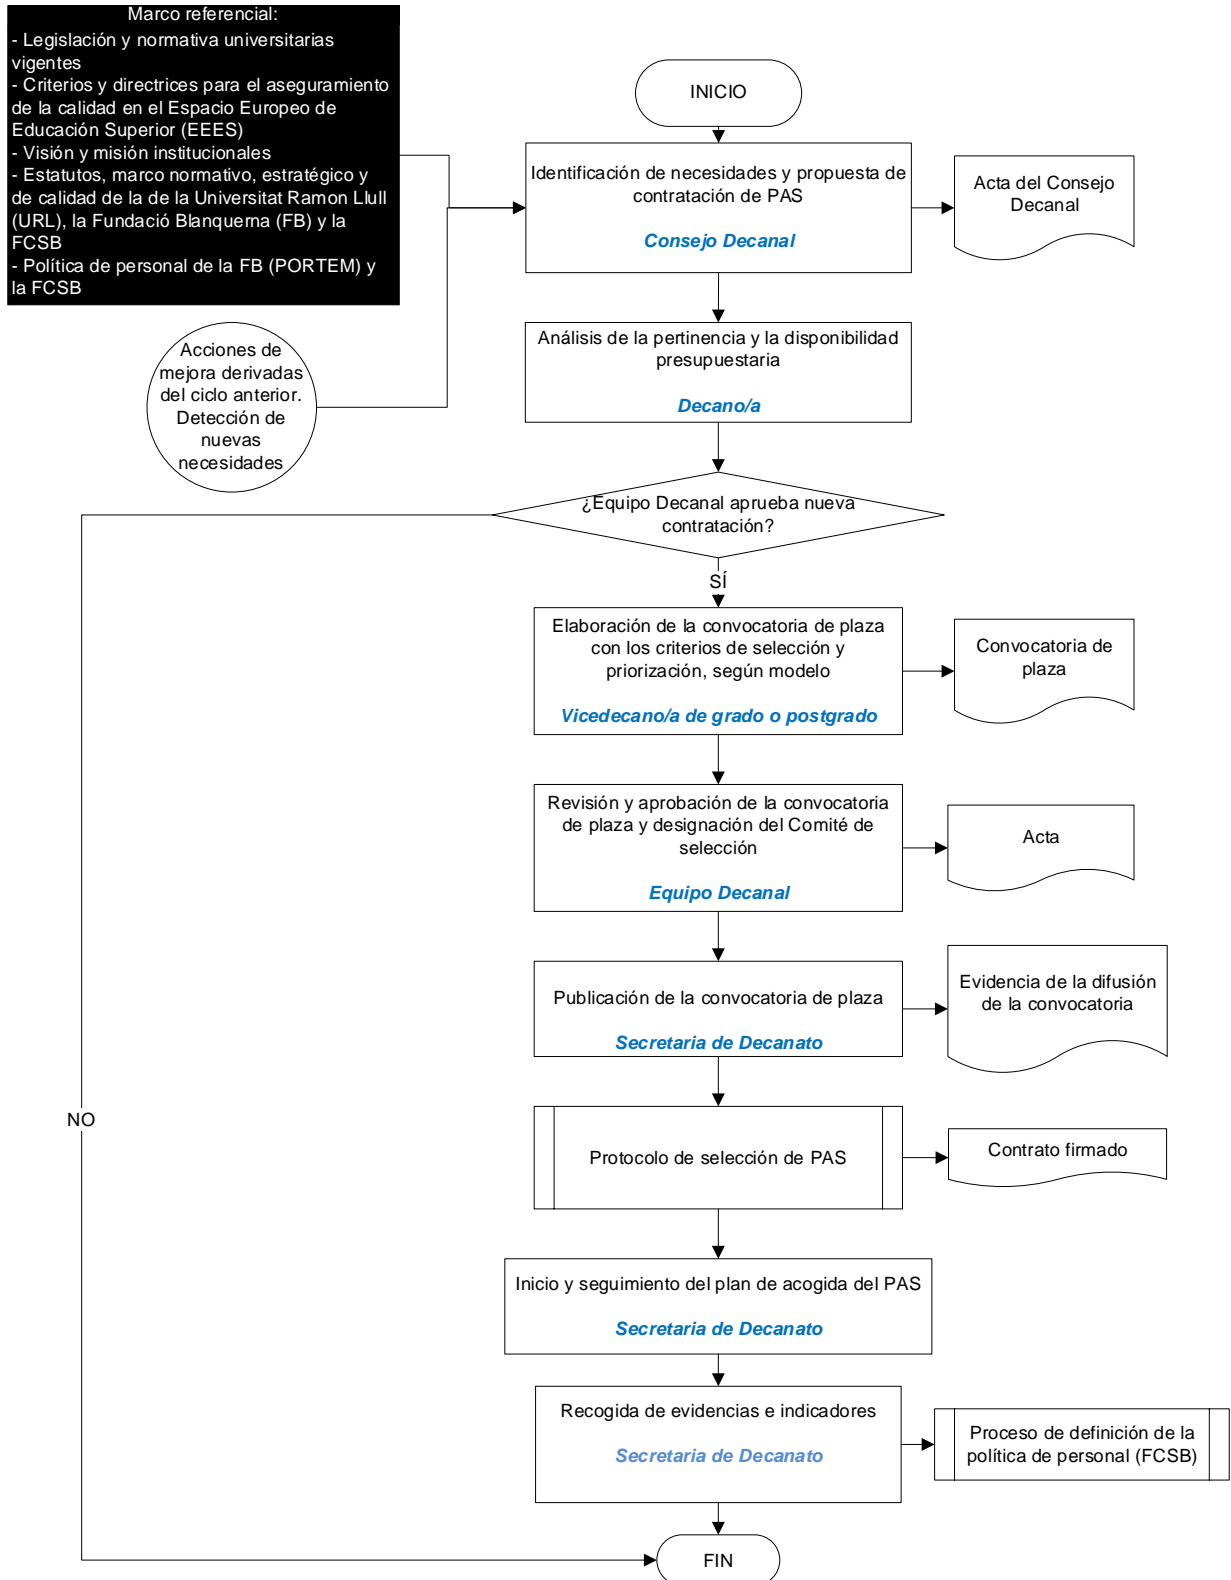 Marco referencial:
- Legislación y normativa universitarias
vigentes
- Criterios y directrices para el aseguramiento
de la calidad en el Espacio Europeo de
Educación Superior (EEES)
- Visión y misión institucionales
- Estatutos, marco normativo, estratégico y
de calidad de la de la Universitat Ramon Llull
(URL), la Fundació Blanquerna (FB) y la
FCSB
- Política de personal de la FB (PORTEM) y
la FCSB
INICIO
Identificación de necesidades y propuesta de
contratación de PAS
Consejo Decanal
Acta del Consejo
Decanal
Acciones de
mejora derivadas
del ciclo anterior.
Detección de
nuevas
necesidades
Análisis de la pertinencia y la disponibilidad
presupuestaria
Decano/a
¿Equipo Decanal aprueba nueva
contratación?
SÍ
Elaboración de la convocatoria de plaza
con los criterios de selección y
priorización, según modelo
Vicedecano/a de grado o postgrado
Convocatoria de
plaza
Revisión y aprobación de la convocatoria
de plaza y designación del Comité de
selección
Equipo Decanal
Acta
Publicación de la convocatoria de plaza
Secretaria de Decanato
Evidencia de la difusión
de la convocatoria
NO
Protocolo de selección de PAS
Contrato firmado
Inicio y seguimiento del plan de acogida del PAS
Secretaria de Decanato
Recogida de evidencias e indicadores
Secretaria de Decanato
Proceso de definición de la
política de personal (FCSB)
FIN